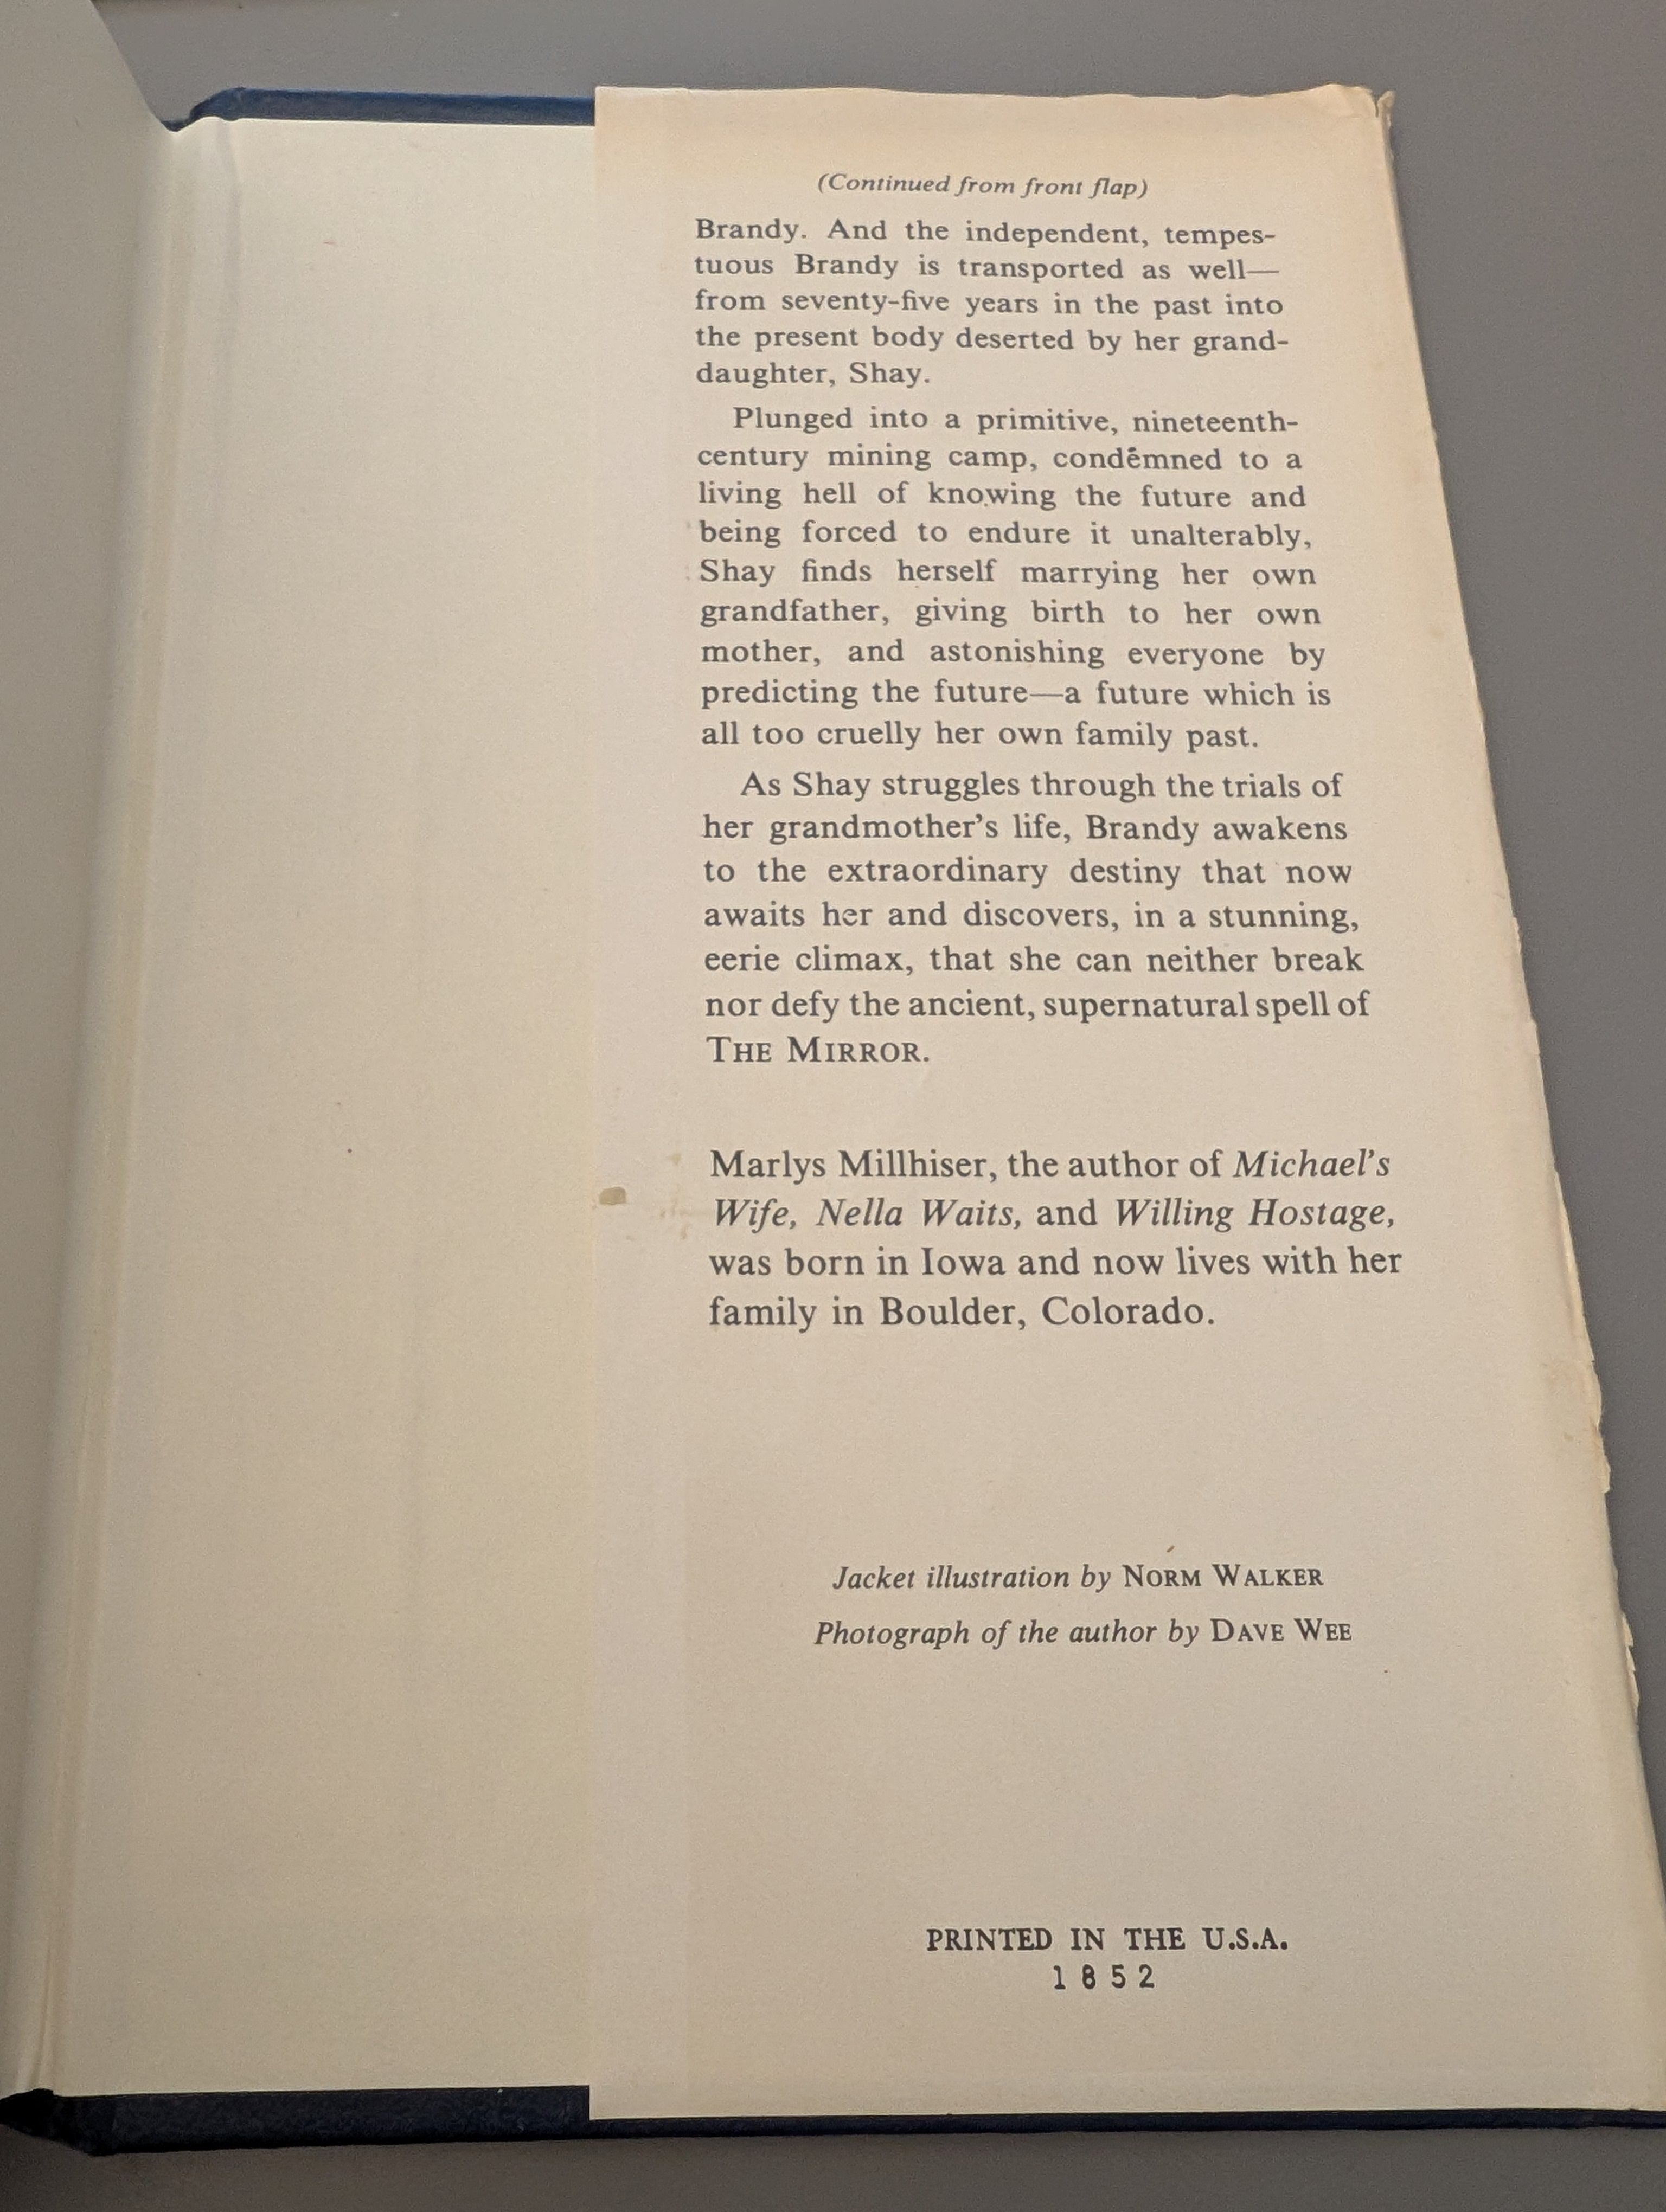 (Continued from front flap)
Brandy. And the independent, tempes-
tuous Brandy is transported as well—
from seventy-five years in the past into
the present body deserted by her grand-
daughter, Shay.
Plunged into a primitive, nineteenth-
century mining camp, condemned to a
living hell of knowing the future and
being forced to endure it unalterably,
Shay finds herself marrying her own
grandfather, giving birth to her own
mother, and astonishing everyone by
predicting the future—a future which is
all too cruelly her own family past.
As Shay struggles through the trials of
her grandmother's life, Brandy awakens
to the extraordinary destiny that now
awaits her and discovers, in a stunning,
eerie climax, that she can neither break
nor defy the ancient, supernatural spell of
THE MIRROR.
Marlys Millhiser, the author of Michael's
Wife, Nella Waits, and Willing Hostage,
was born in Iowa and now lives with her
family in Boulder, Colorado.
Jacket illustration by NORM WALKER
Photograph of the author by DAVE WEE
PRINTED IN THE U.S.A.
1852